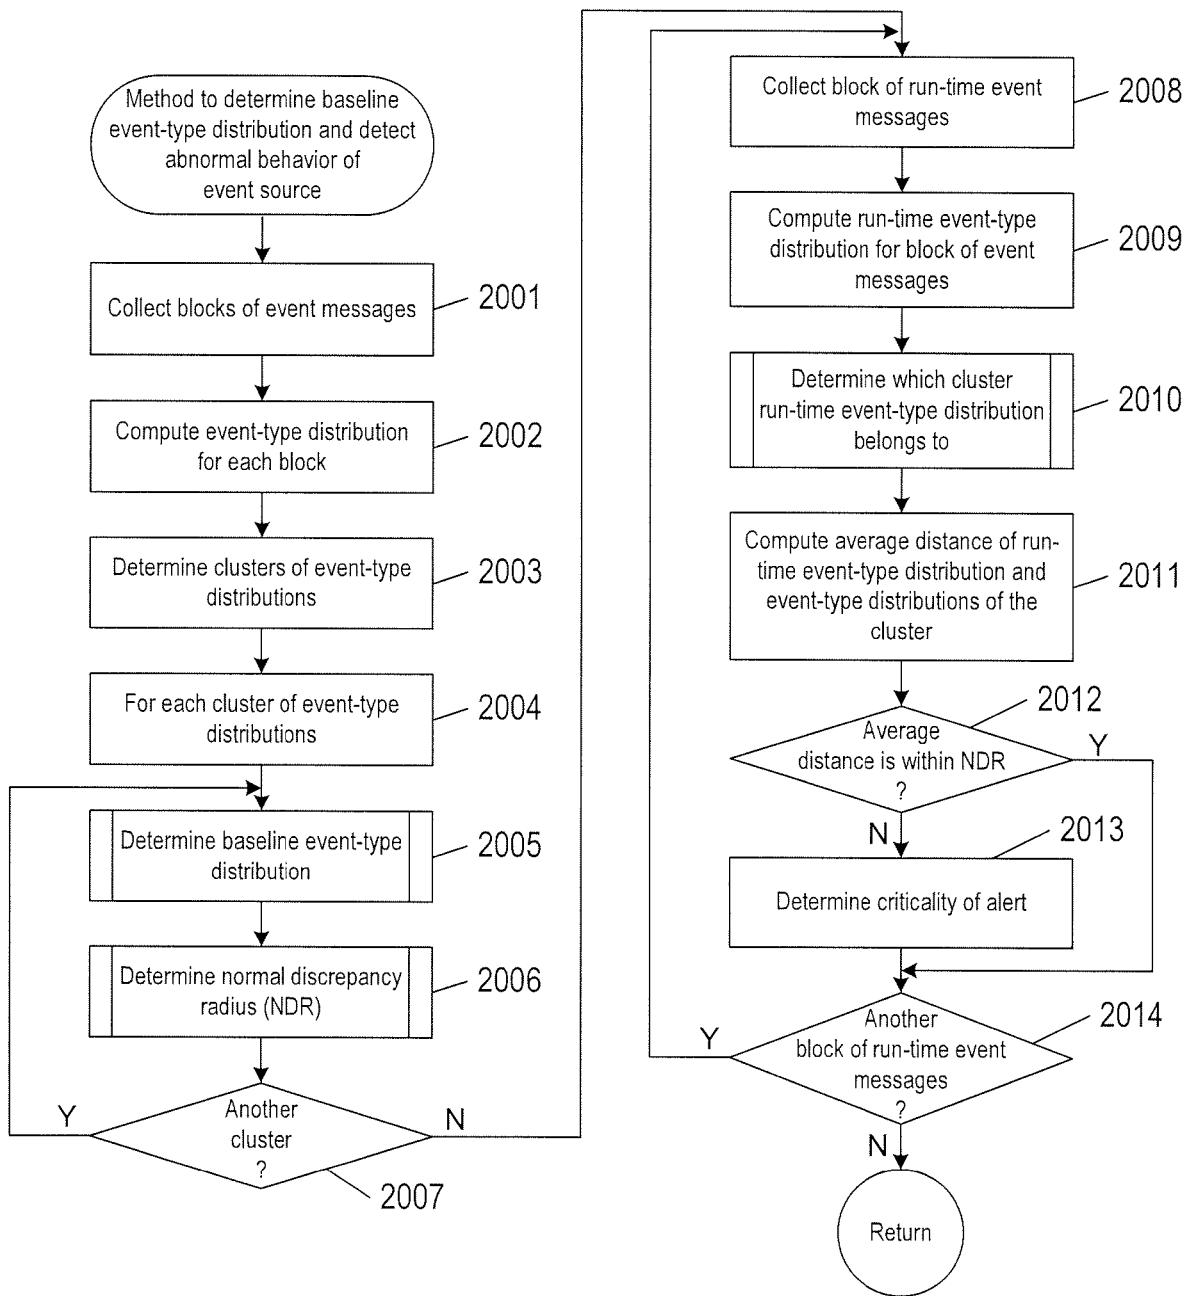 Method to determine baseline
event-type distribution and detect
abnormal behavior of
event source
Collect blocks of event messages
2001
Compute event-type distribution
for each block
2002
Determine clusters of event-type
distributions
2003
For each cluster of event-type
distributions
2004
Determine baseline event-type
distribution
2005
Determine normal discrepancy
radius (NDR)
2006
Y
Another
cluster
?
N
2007
Collect block of run-time event
messages
2008
Compute run-time event-type
distribution for block of event
messages
2009
Determine which cluster
run-time event-type distribution
belongs to
2010
Compute average distance of run-
time event-type distribution and
event-type distributions of the
cluster
2011
2012
Average
distance is within NDR
?
Y
N
2013
Determine criticality of alert
2014
Y
Another
block of run-time event
messages
?
N
Return